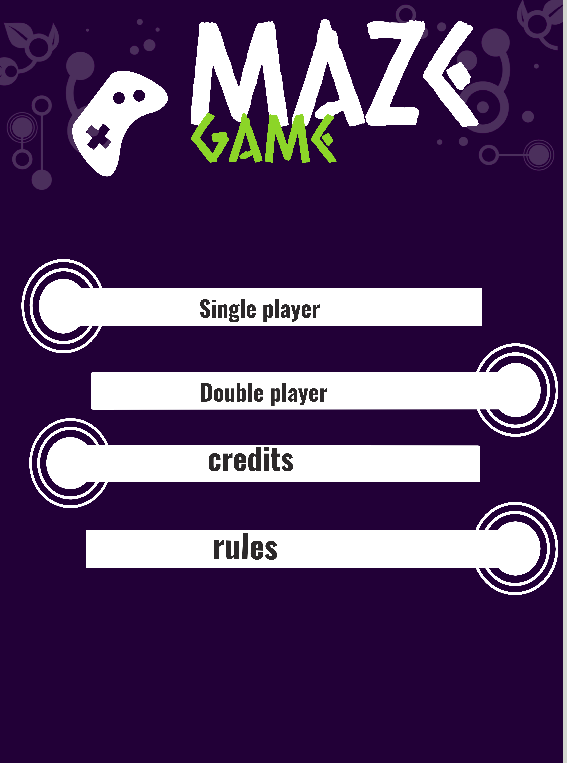 MAZE
GAME
Single player
Double player
credits
rules